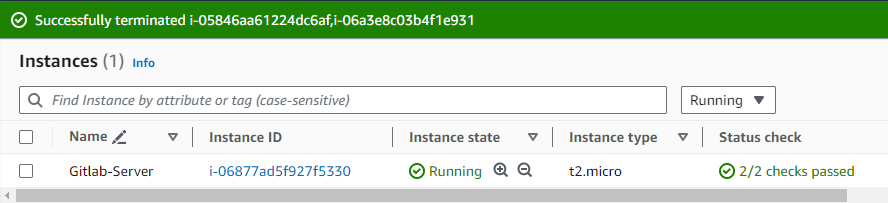 Successfully terminated i-05846aa61224dc6af,i-06a3e8c03b4f1e931
Instances (1) Info
Find Instance by attribute or tag (case-sensitive) Running
Name Instance ID Instance state Instance type Status check
Gitlab-Server i-06877ad5f927f5330 Running t2.micro 2/2 checks passed